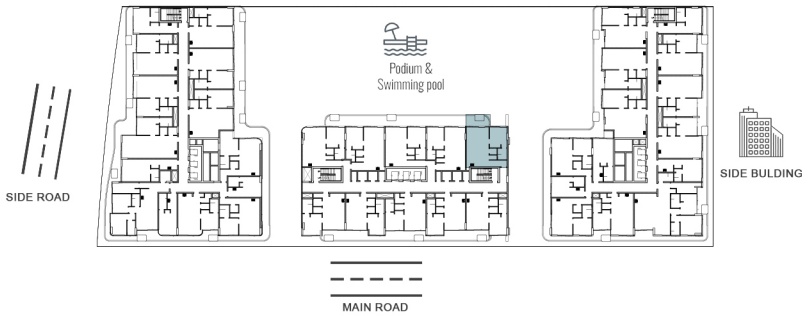 Podium &
Swimming pool
SIDE ROAD
SIDE BULDING
MAIN ROAD